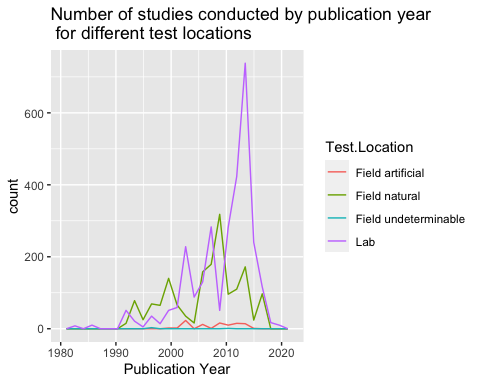 Number of studies conducted by publication year
for different test locations
600
400
200
0
count
1980 1990 2000 2010 2020
Publication Year
Test.Location
Field artificial
Field natural
Field undeterminable
Lab